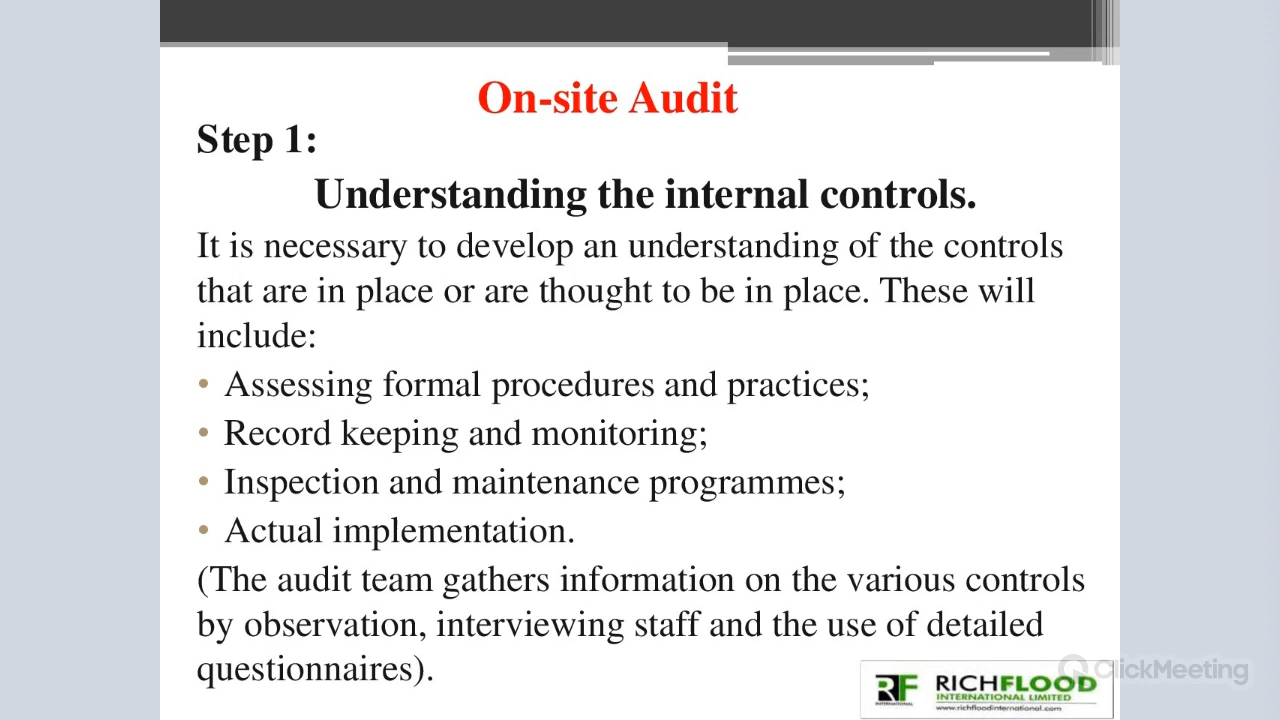 On-site Audit
Step 1:
Understanding the internal controls.
It is necessary to develop an understanding of the controls
that are in place or are thought to be in place. These will
include:
• Assessing formal procedures and practices;
• Record keeping and monitoring;
• Inspection and maintenance programmes;
• Actual implementation.
(The audit team gathers information on the various controls
by observation, interviewing staff and the use of detailed
questionnaires).
RF
INTERNATIONAL
RICHFLOOD
INTERNATIONAL LIMITED
www.richfloodinternational.com
ClickMeeting